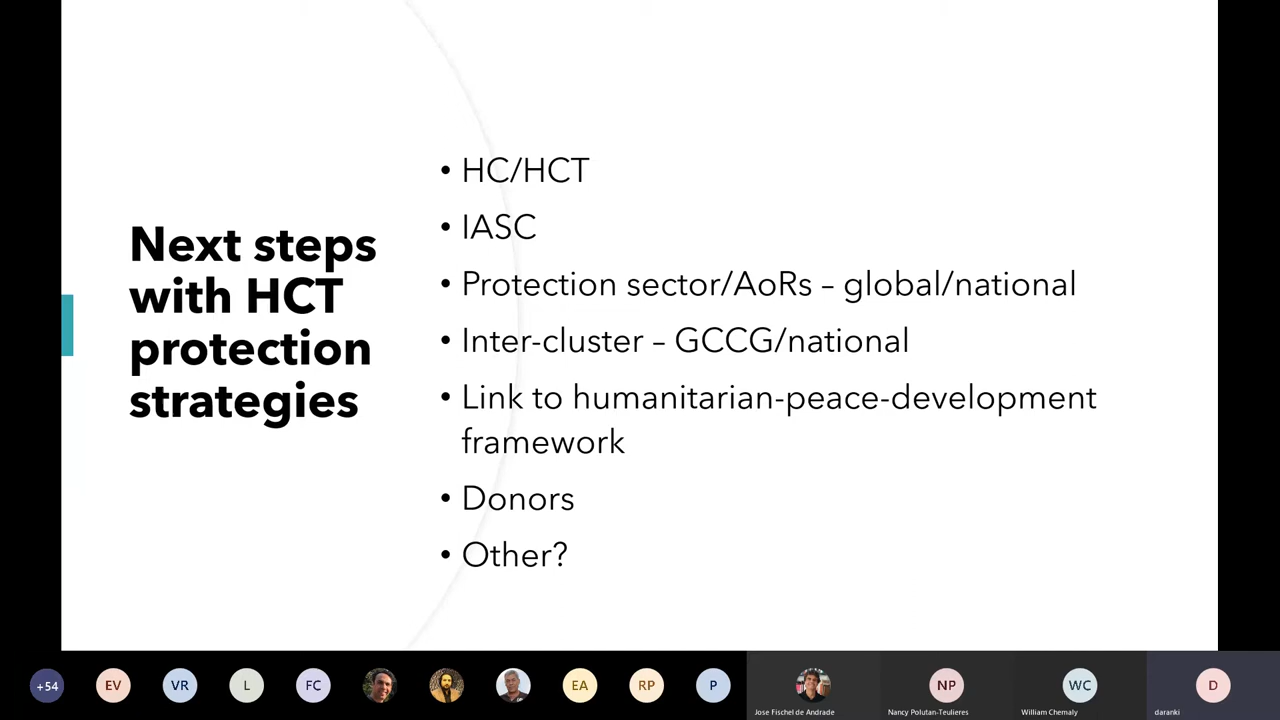 Next steps
with HCT
protection
strategies
• HC/HCT
• IASC
• Protection sector/AoRs – global/national
• Inter-cluster – GCCG/national
• Link to humanitarian-peace-development
framework
• Donors
• Other?
+54
EV
VR
L
FC
EA
RP
P
NP
WC
D
Jose Fischel de Andrade
Nancy Polutan-Teulieres
William Chemaly
daranki